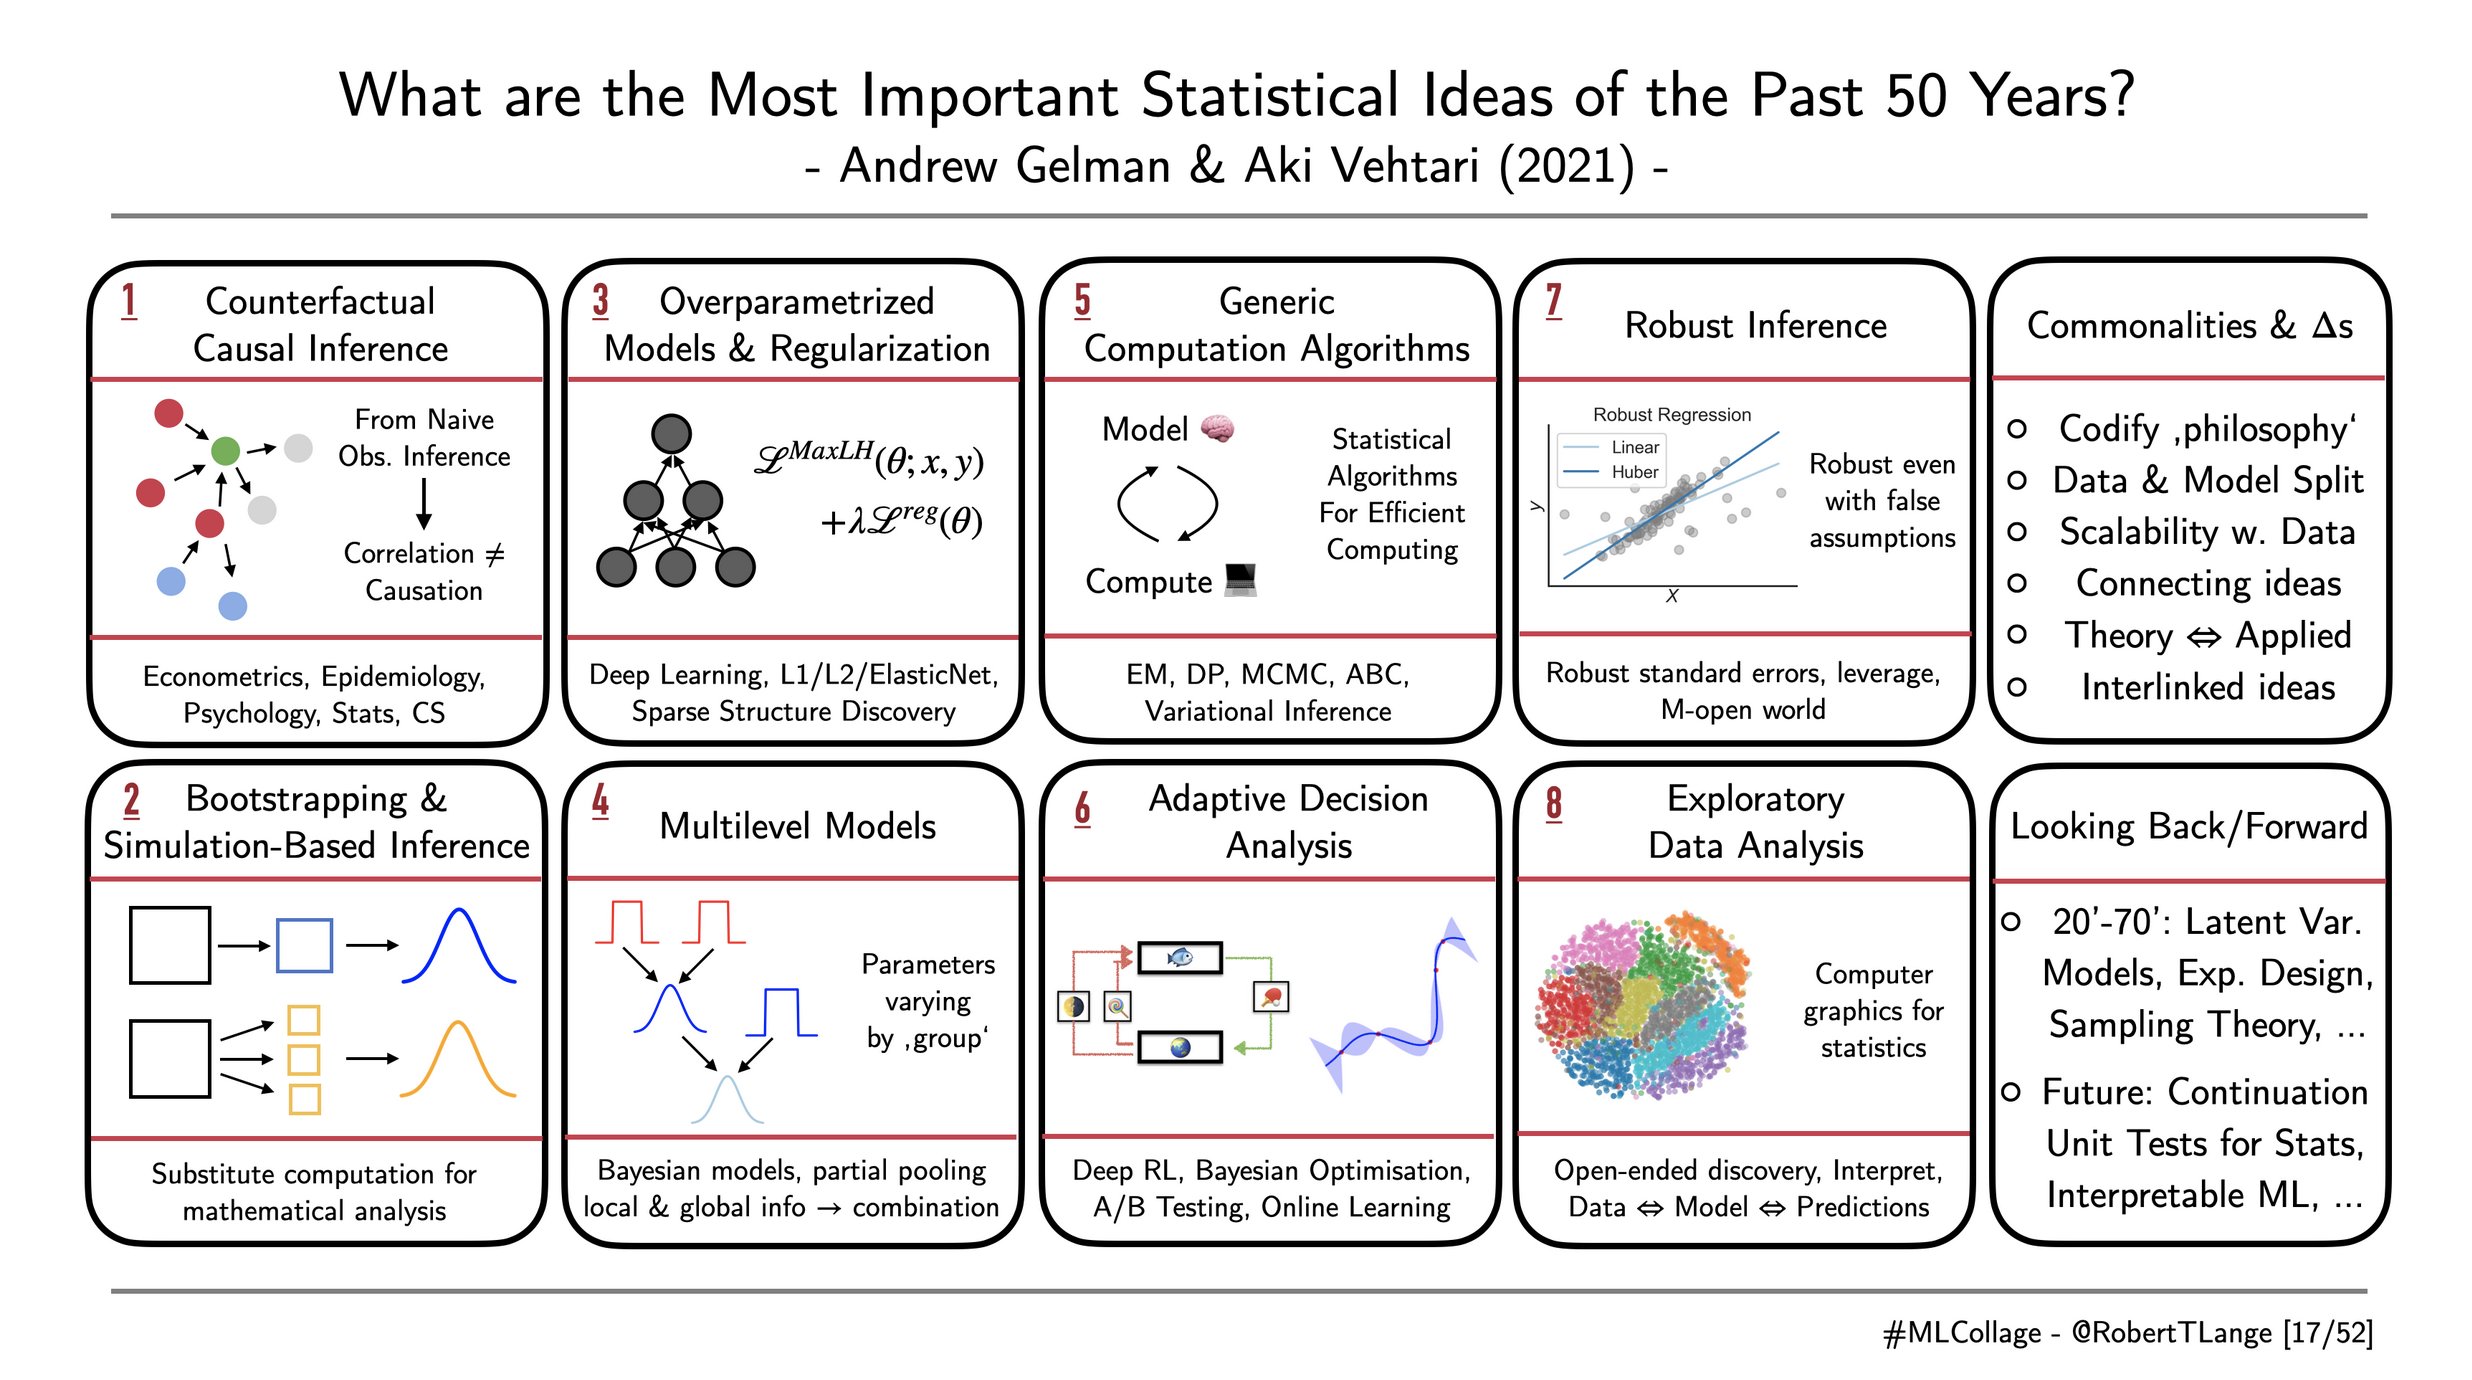 What are the Most Important Statistical Ideas of the Past 50 Years?
- Andrew Gelman & Aki Vehtari (2021) -
1
Counterfactual
Causal Inference
From Naive
Obs. Inference
Correlation ≠
Causation
Econometrics, Epidemiology,
Psychology, Stats, CS
2
Bootstrapping &
Simulation-Based Inference
Substitute computation for
mathematical analysis
3
Overparametrized
Models & Regularization
ℒ^MaxLH(θ; x, y)
+λℒ^reg(θ)
Deep Learning, L1/L2/ElasticNet,
Sparse Structure Discovery
4
Multilevel Models
Parameters
varying
by ‚group‘
Bayesian models, partial pooling
local & global info → combination
5
Generic
Computation Algorithms
Model
Compute
Statistical
Algorithms
For Efficient
Computing
EM, DP, MCMC, ABC,
Variational Inference
6
Adaptive Decision
Analysis
Deep RL, Bayesian Optimisation,
A/B Testing, Online Learning
7
Robust Inference
Robust Regression
Linear
Huber
y
X
Robust even
with false
assumptions
Robust standard errors, leverage,
M-open world
8
Exploratory
Data Analysis
Computer
graphics for
statistics
Open-ended discovery, Interpret,
Data ⇔ Model ⇔ Predictions
Commonalities & Δs
Codify ‚philosophy‘
Data & Model Split
Scalability w. Data
Connecting ideas
Theory ⇔ Applied
Interlinked ideas
Looking Back/Forward
20’-70’: Latent Var.
Models, Exp. Design,
Sampling Theory, ...
Future: Continuation
Unit Tests for Stats,
Interpretable ML, ...
#MLCollage - @RobertTLange [17/52]